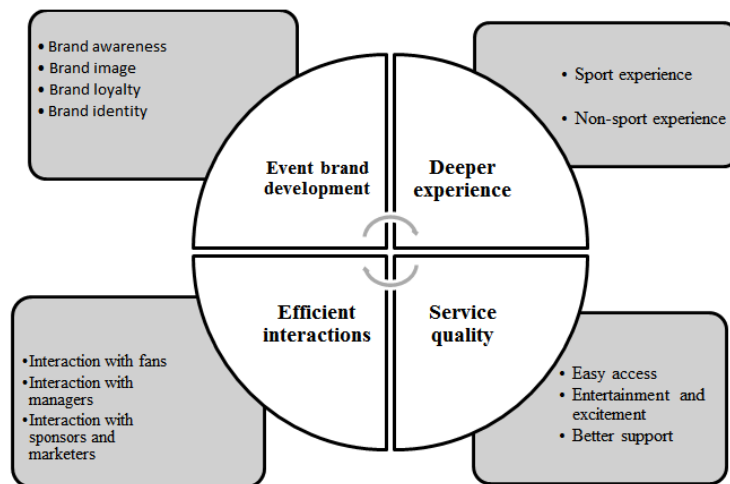 • Brand awareness
• Brand image
• Brand loyalty
• Brand identity
• Sport experience
• Non-sport experience
Event brand
development
Deeper
experience
Efficient
interactions
Service
quality
•Interaction with fans
•Interaction with
managers
•Interaction with
sponsors and
marketers
• Easy access
• Entertainment and
excitement
• Better support